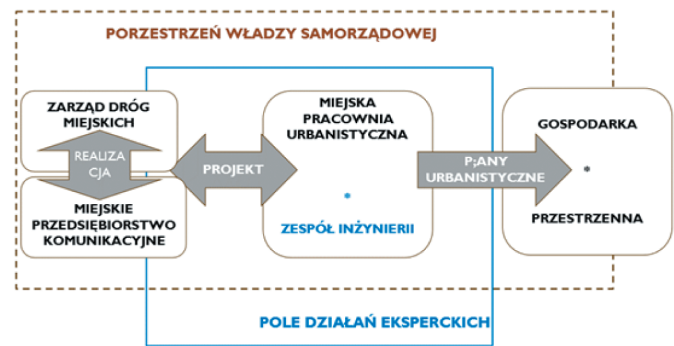 PORZESTRZEŃ WŁADZY SAMORZĄDOWEJ
ZARZĄD DRÓG
MIEJSKICH
REALIZA
CJA
MIEJSKIE
PRZEDSIĘBIORSTWO
KOMUNIKACYJNE
PROJEKT
MIEJSKA
PRACOWNIA
URBANISTYCZNA
*
ZESPÓŁ INŻYNIERII
P;ANY
URBANISTYCZNE
GOSPODARKA
*
PRZESTRZENNA
POLE DZIAŁAŃ EKSPERCKICH